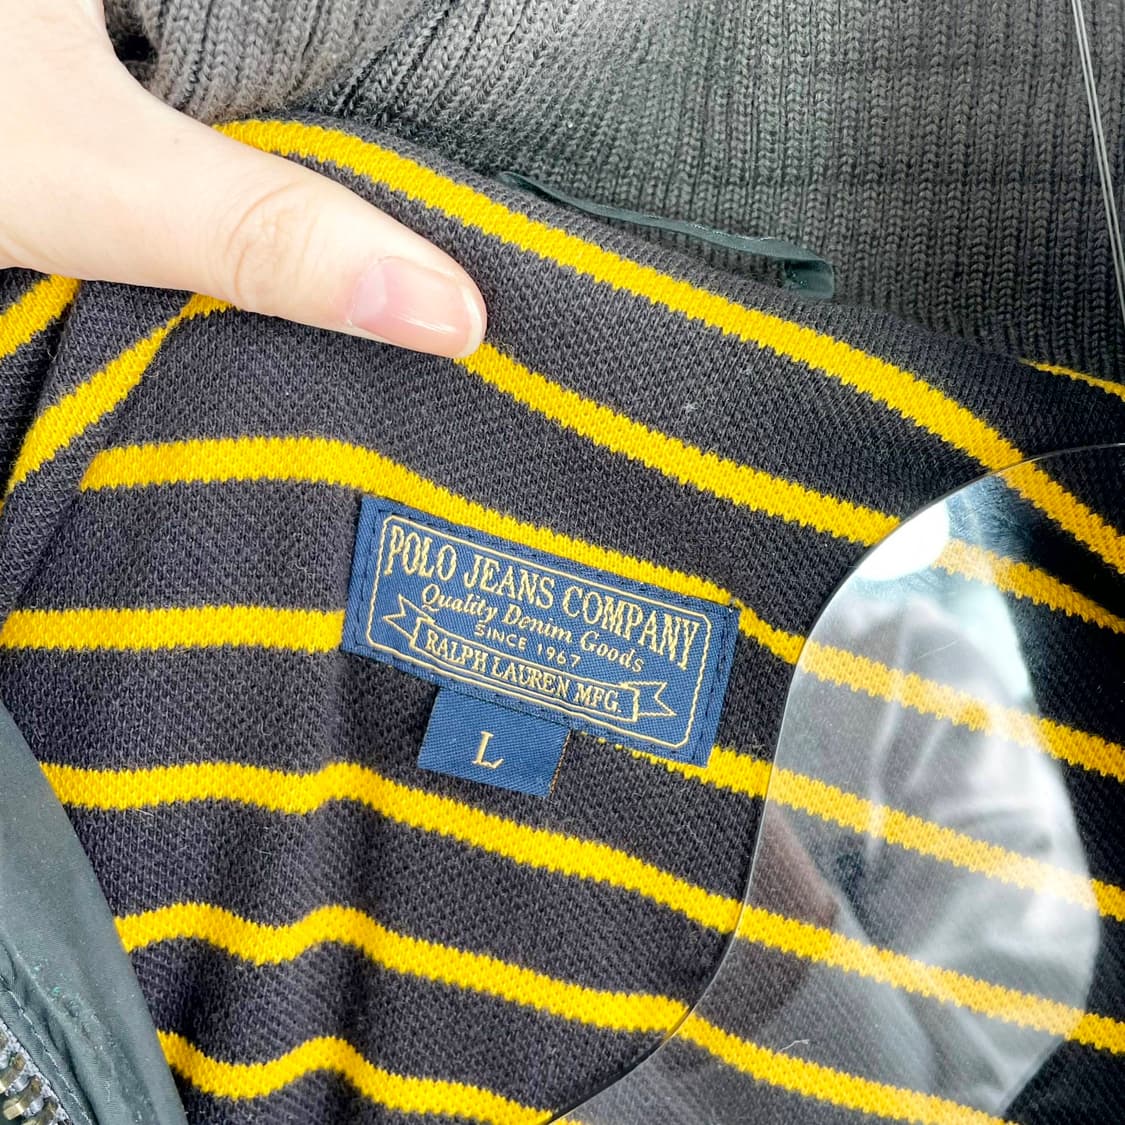 POLO JEANS COMPANY
Quality Denim Goods
SINCE 1967
RALPH LAUREN MFG.
L